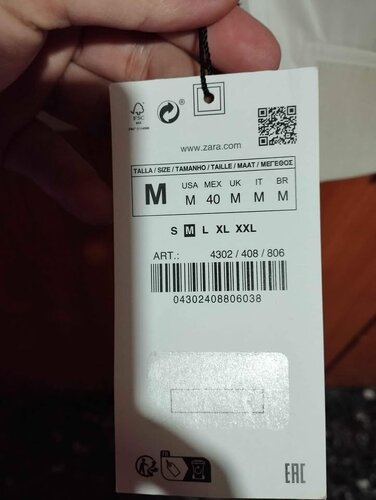 FSC
www.zara.com
TALLA / SIZE / TAMANHO / TAILLE / MAAT / ΜΕΓΕΘΟΣ
M
USA MEX UK IT BR
M 40 M M M
S M L XL XXL
ART.: 4302 / 408 / 806
04302408806038
EAC